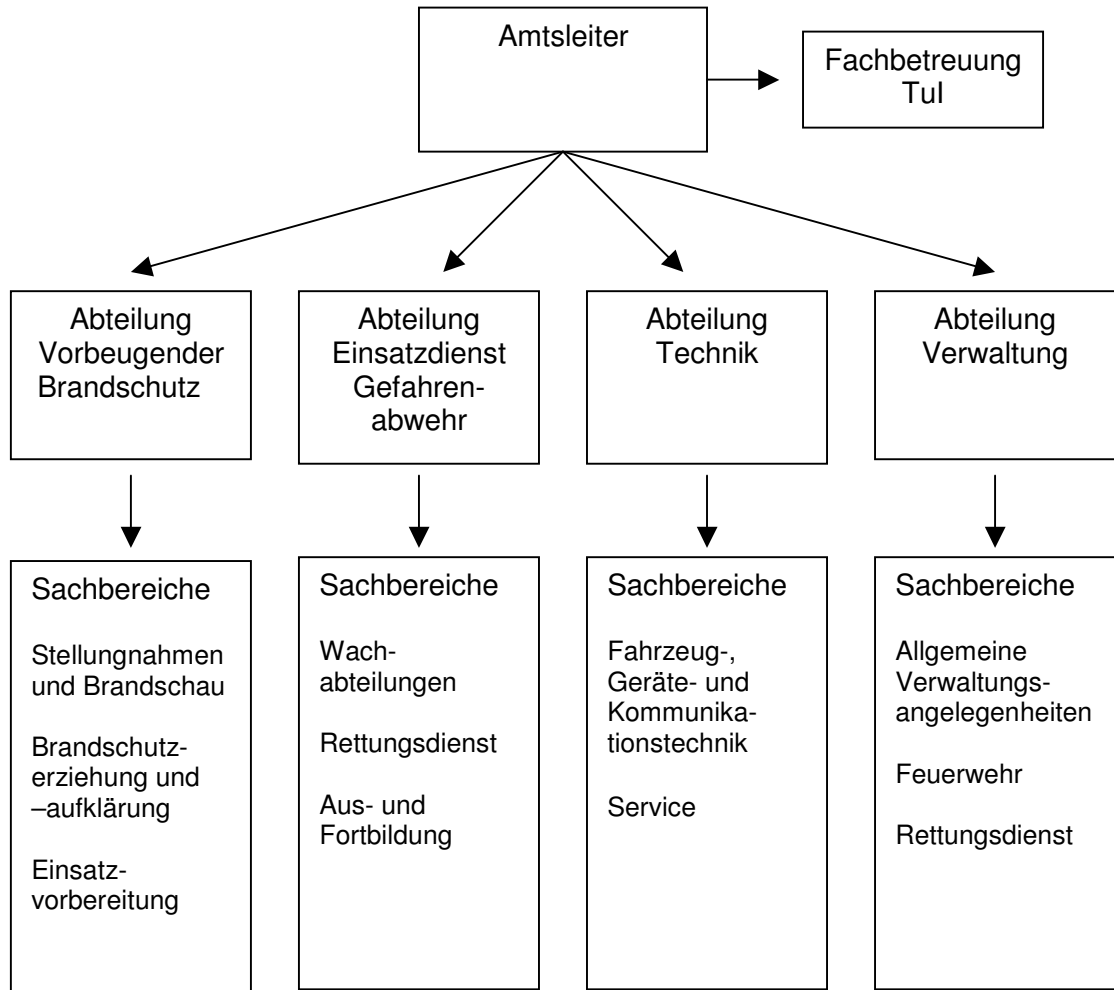 Amtsleiter
Fachbetreuung
TuI
Abteilung
Vorbeugender
Brandschutz
Abteilung
Einsatzdienst
Gefahren-
abwehr
Abteilung
Technik
Abteilung
Verwaltung
Sachbereiche
Stellungnahmen
und Brandschau
Brandschutz-
erziehung und
–aufklärung
Einsatz-
vorbereitung
Sachbereiche
Wach-
abteilungen
Rettungsdienst
Aus- und
Fortbildung
Sachbereiche
Fahrzeug-,
Geräte- und
Kommunika-
tionstechnik
Service
Sachbereiche
Allgemeine
Verwaltungs-
angelegenheiten
Feuerwehr
Rettungsdienst